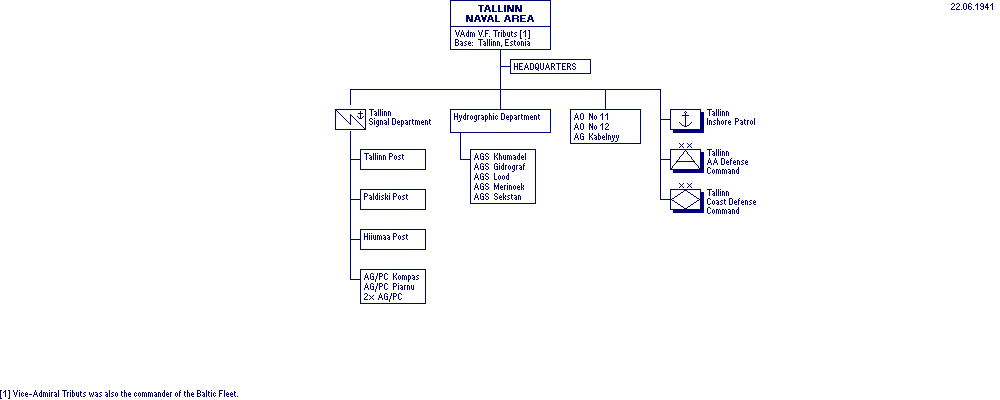 22.06.1941
TALLINN
NAVAL AREA
VAdm V.F. Tributs [1]
Base: Tallinn, Estonia
HEADQUARTERS
Tallinn
Signal Department
Tallinn Post
Paldiski Post
Hiiumaa Post
AG/PC Kompas
AG/PC Piarnu
2x AG/PC
Hydrographic Department
AGS Khumadel
AGS Gidrograf
AGS Lood
AGS Merinoek
AGS Sekstan
AO No 11
AO No 12
AG Kabelnyy
Tallinn
Inshore Patrol
XX
Tallinn
AA Defense
Command
XX
Tallinn
Coast Defense
Command
[1] Vice-Admiral Tributs was also the commander of the Baltic Fleet.